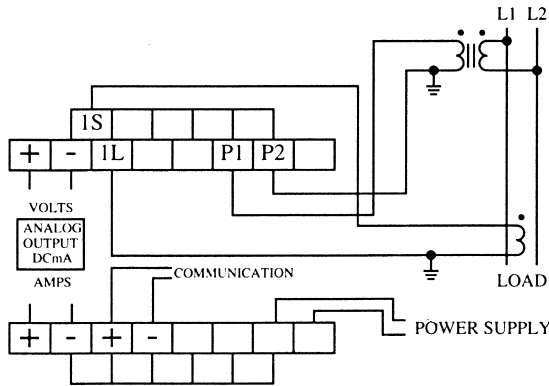 L1 L2
1S
+ - 1L P1 P2
VOLTS
ANALOG
OUTPUT
DCmA
AMPS
COMMUNICATION
LOAD
+ - + -
POWER SUPPLY